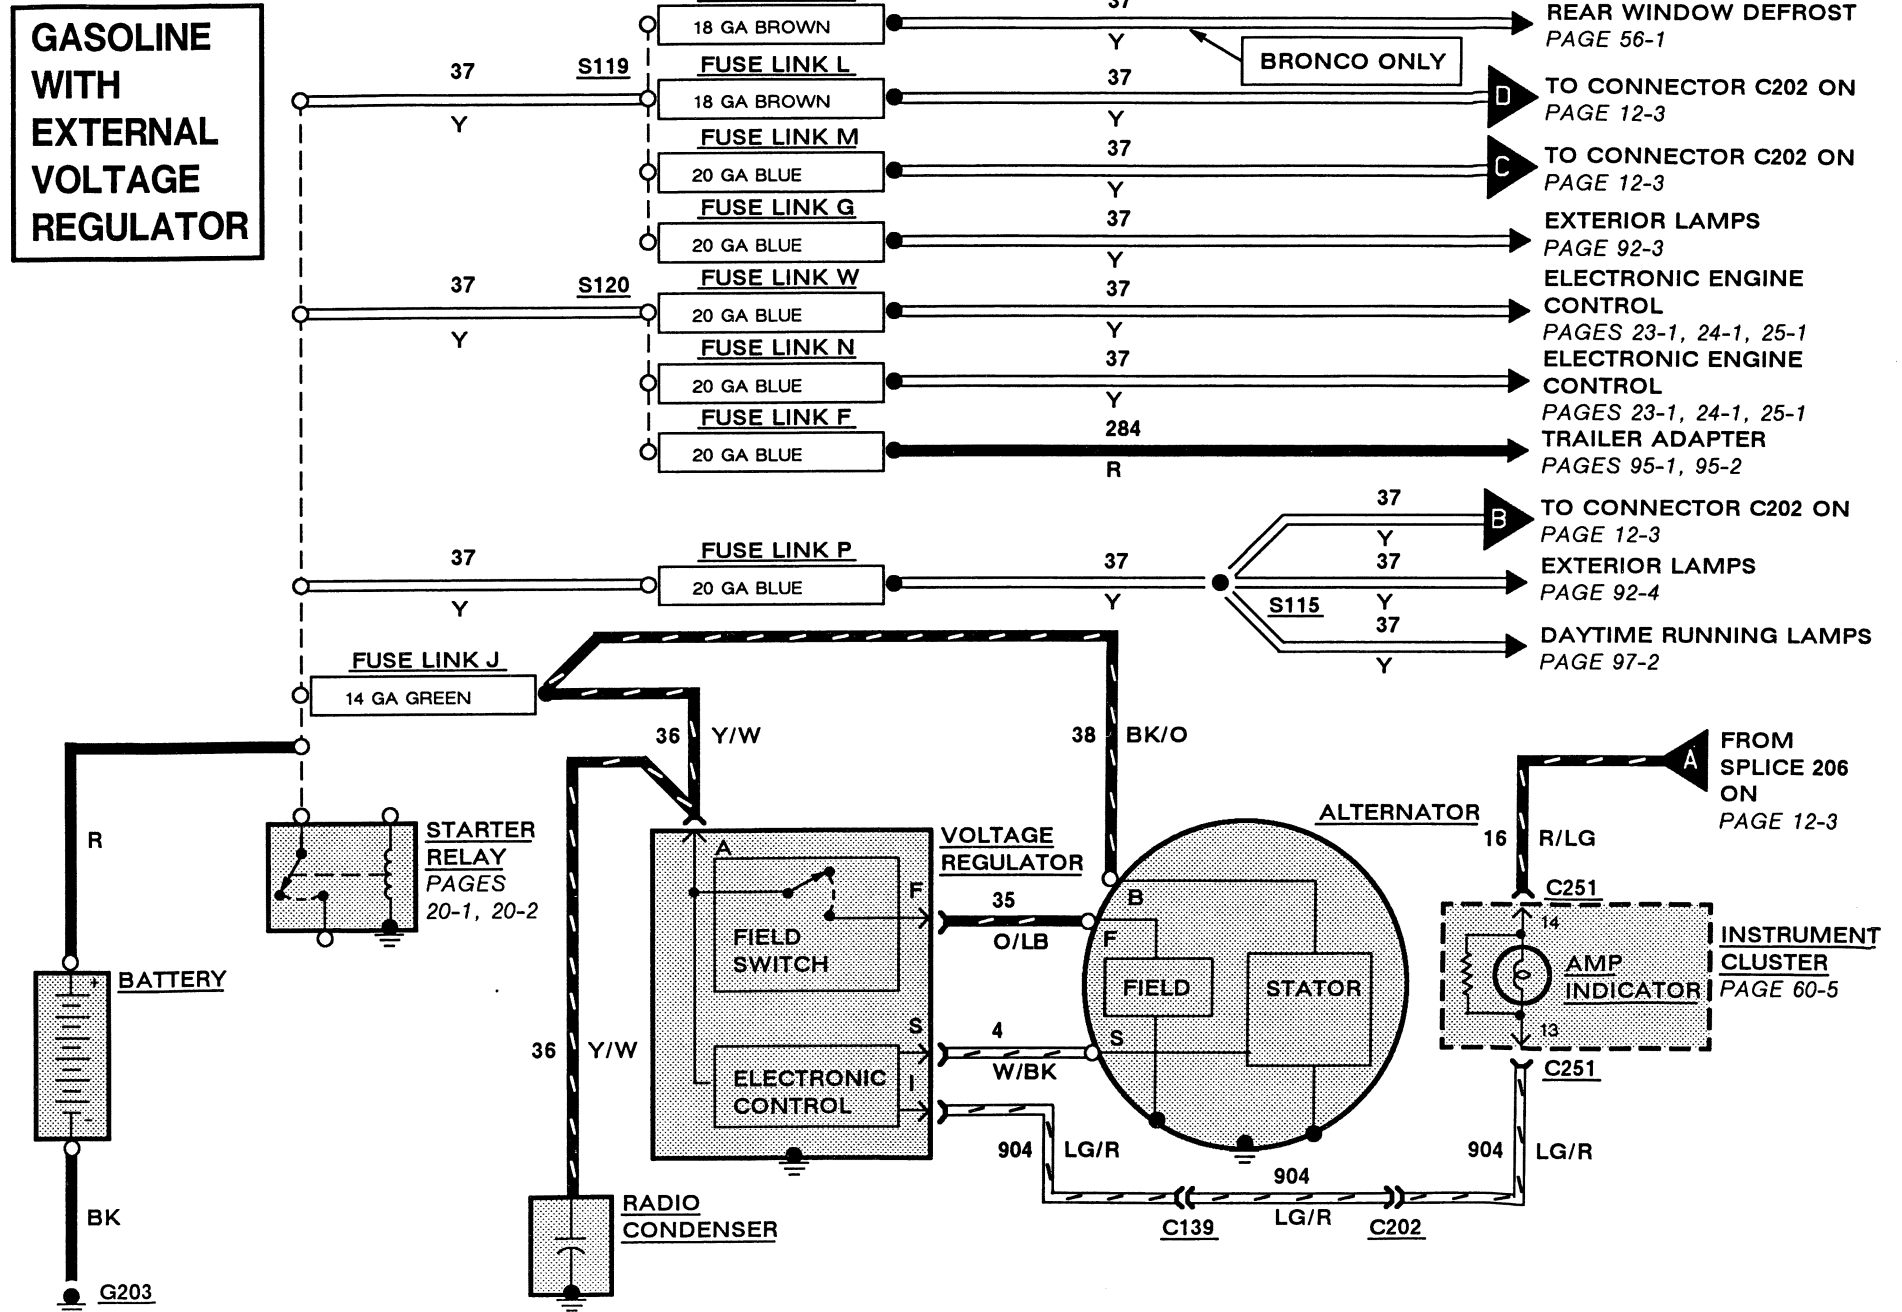 GASOLINE
WITH
EXTERNAL
VOLTAGE
REGULATOR
37
18 GA BROWN
Y
REAR WINDOW DEFROST
PAGE 56-1
BRONCO ONLY
37
Y
S119
FUSE LINK L
18 GA BROWN
37
Y
D
TO CONNECTOR C202 ON
PAGE 12-3
FUSE LINK M
20 GA BLUE
37
Y
C
TO CONNECTOR C202 ON
PAGE 12-3
FUSE LINK G
20 GA BLUE
37
Y
EXTERIOR LAMPS
PAGE 92-3
37
Y
S120
FUSE LINK W
20 GA BLUE
37
Y
ELECTRONIC ENGINE
CONTROL
PAGES 23-1, 24-1, 25-1
FUSE LINK N
20 GA BLUE
37
Y
ELECTRONIC ENGINE
CONTROL
PAGES 23-1, 24-1, 25-1
FUSE LINK F
20 GA BLUE
284
R
TRAILER ADAPTER
PAGES 95-1, 95-2
37
Y
FUSE LINK P
20 GA BLUE
37
Y
S115
37
Y
B
TO CONNECTOR C202 ON
PAGE 12-3
37
Y
EXTERIOR LAMPS
PAGE 92-4
37
Y
DAYTIME RUNNING LAMPS
PAGE 97-2
FUSE LINK J
14 GA GREEN
36 Y/W
38 BK/O
A
FROM
SPLICE 206
ON
PAGE 12-3
16 R/LG
R
STARTER
RELAY
PAGES
20-1, 20-2
BATTERY
+
-
BK
G203
36 Y/W
RADIO
CONDENSER
VOLTAGE
REGULATOR
A
F
FIELD
SWITCH
S
I
ELECTRONIC
CONTROL
35
O/LB
4
W/BK
ALTERNATOR
B
F
FIELD
STATOR
S
904 LG/R
C139
904
LG/R
C202
904 LG/R
C251
14
AMP
INDICATOR
13
C251
INSTRUMENT
CLUSTER
PAGE 60-5